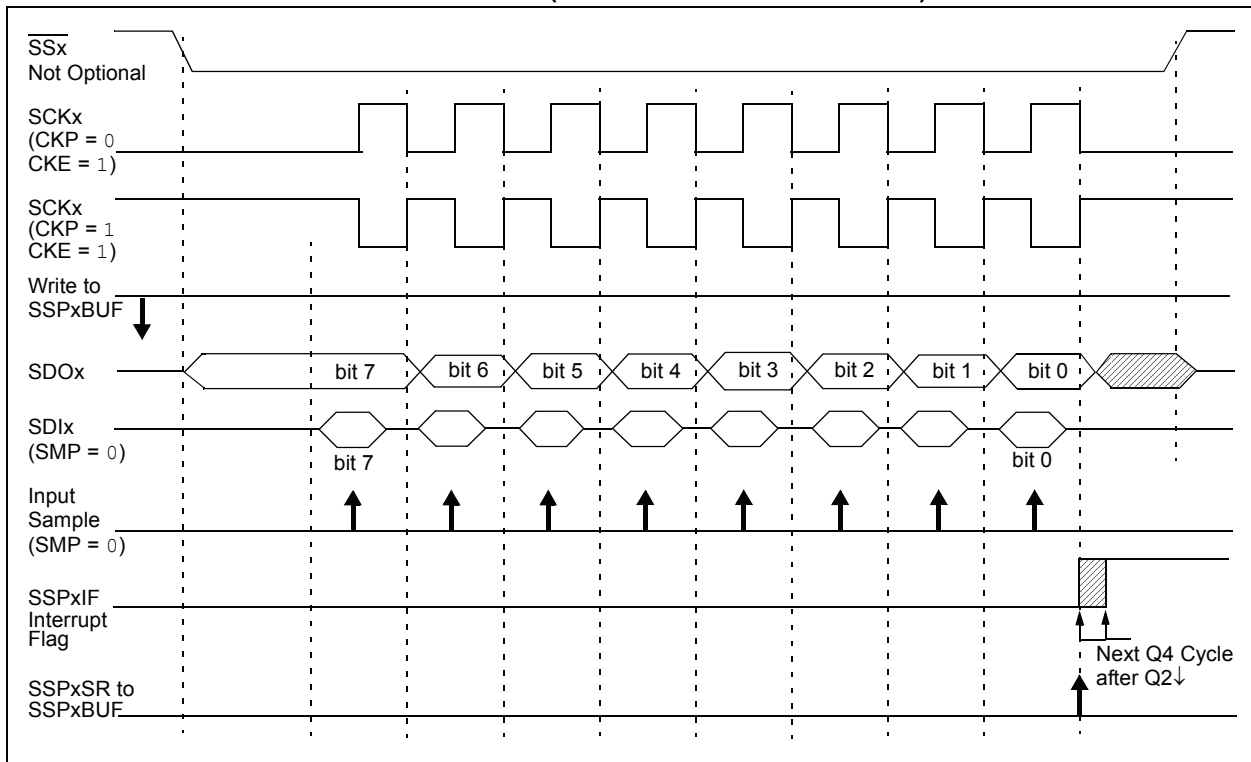 SSx
Not Optional
SCKx
(CKP = 0
CKE = 1)
SCKx
(CKP = 1
CKE = 1)
Write to
SSPxBUF
SDOx
bit 7
bit 6
bit 5
bit 4
bit 3
bit 2
bit 1
bit 0
SDIx
(SMP = 0)
bit 7
bit 0
Input
Sample
(SMP = 0)
SSPxIF
Interrupt
Flag
Next Q4 Cycle
after Q2↓
SSPxSR to
SSPxBUF